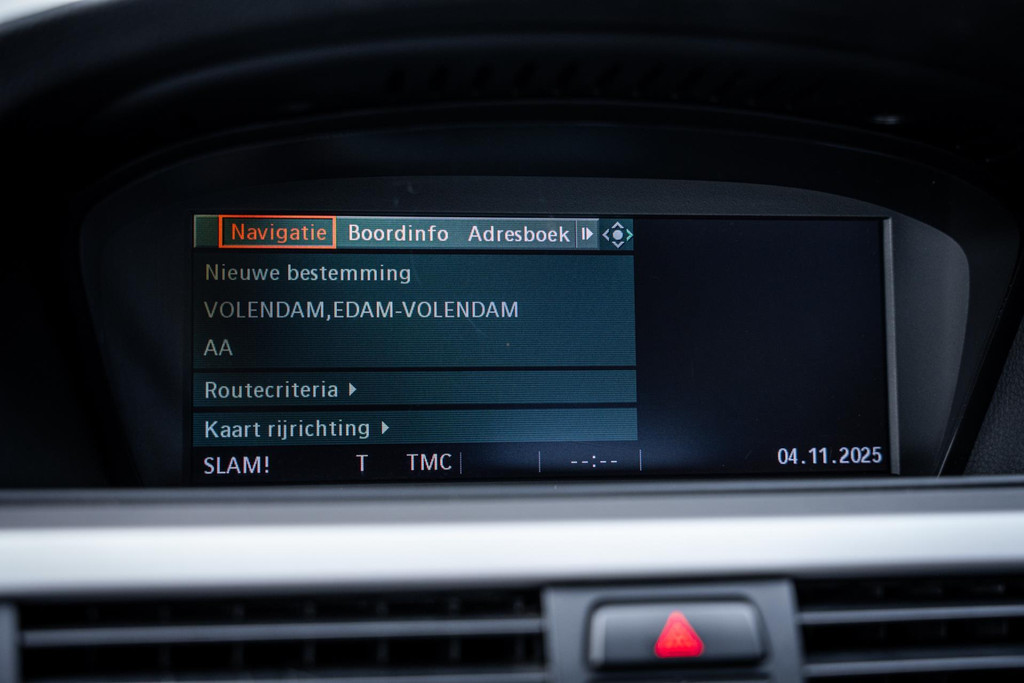 Navigatie Boordinfo Adresboek
Nieuwe bestemming
VOLENDAM,EDAM-VOLENDAM
AA
Routecriteria
Kaart rijrichting
SLAM! T TMC --:-- 04.11.2025